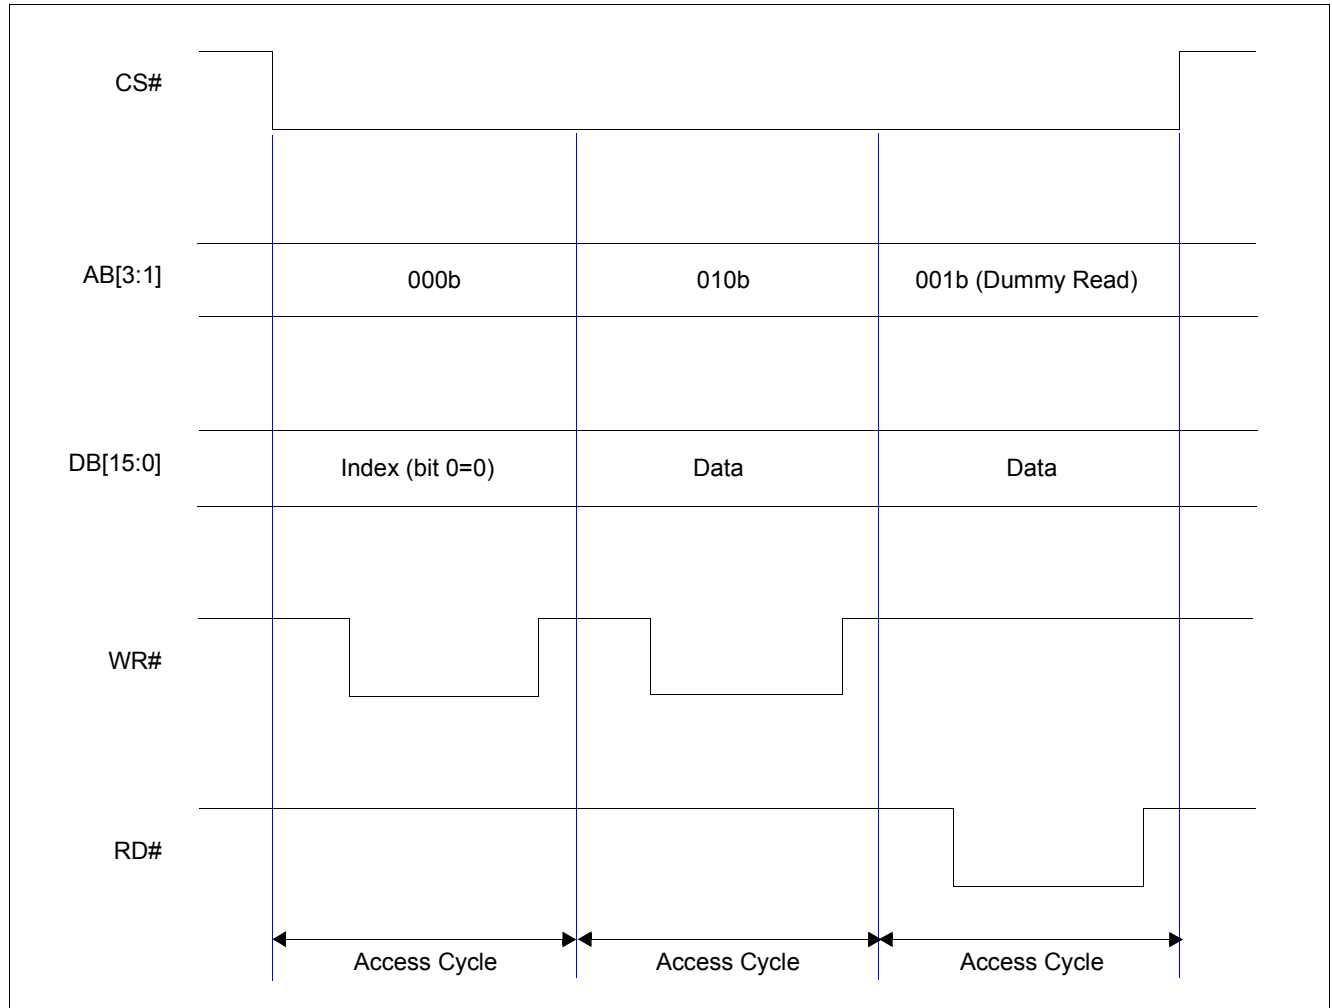 CS#
AB[3:1] 000b 010b 001b (Dummy Read)
DB[15:0] Index (bit 0=0) Data Data
WR#
RD#
Access Cycle Access Cycle Access Cycle